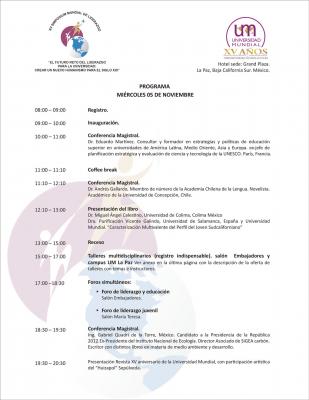 XV SIMPOSIUM MUNDIAL DE LIDERAZGO
"EL FUTURO RETO DEL LIDERAZGO
PARA LA UNIVERSIDAD:
CREAR UN NUEVO HUMANISMO PARA EL SIGLO XXI"
UM
UNIVERSIDAD
MUNDIAL
XV AÑOS
Hotel sede: Grand Plaza.
La Paz, Baja California Sur. México.
PROGRAMA
MIÉRCOLES 05 DE NOVIEMBRE
08:00 – 09:00 Registro.
09:00 – 10:00 Inauguración.
10:00 – 11:00 Conferencia Magistral.
Dr. Eduardo Martínez. Consultar y formador en estrategias y políticas de educación
superior en universidades de América Latina, Medio Oriente, Asia y Europa. exjefe de
planificación estratégica y evaluación de ciencia y tecnología de la UNESCO: París, Francia.
11:00 – 11:10 Coffee break
11:10 – 12:10 Conferencia Magistral.
Dr. Andrés Gallardo, Miembro de número de la Academia Chilena de la Lengua. Novelista.
Académico de la Universidad de Concepción, Chile.
12:10 – 13:00 Presentación del libro
Dr. Miguel Ángel Celestino, Universidad de Colima, Colima México
Dra. Purificación Vicente Galindo, Universidad de Salamanca, España y Universidad
Mundial. "Caracterización Multivalente del Perfil del Joven Sudcaliforniano"
13:00 – 15:00 Receso
15:00 – 17:00 Talleres multidisciplinarios (registro indispensable), salón Embajadores y
campus UM La Paz Ver anexo en la última página con la descripción de la oferta de
talleres con temas e instructores.
17:00 –18:30 Foros simultáneos:
• Foro de liderazgo y educación
Salón Embajadores.
• Foro de liderazgo juvenil
Salón María Teresa.
18:30 – 19:30 Conferencia Magistral.
Ing. Gabriel Quadri de la Torre, México. Candidato a la Presidencia de la República
2012.Ex-Presidente del Instituto Nacional de Ecología. Director Asociado de SIGEA carbón.
Escritor con distintos libros en materia de medio ambiente y desarrollo.
19:30 – 20:30 Presentación Revista XV aniversario de la Universidad Mundial, con participación artística
del "Huizapol" Sepúlveda.